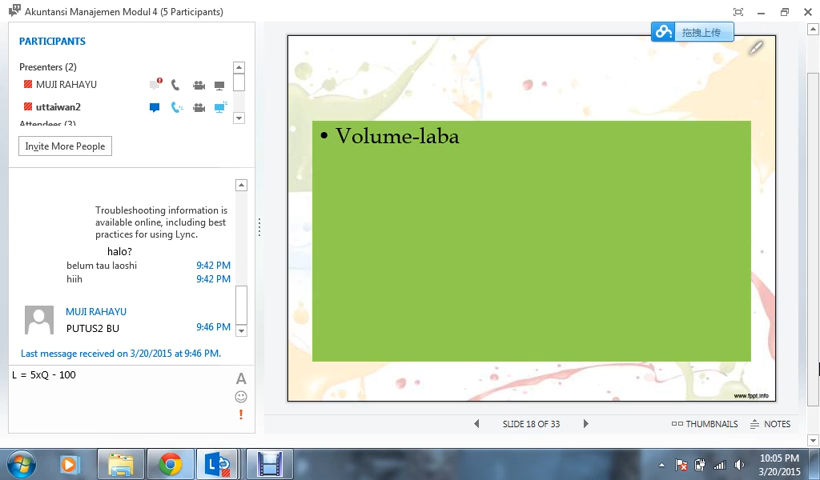 Akuntansi Manajemen Modul 4 (5 Participants)
拖拽上传
PARTICIPANTS
Presenters (2)
MUJI RAHAYU
uttaiwan2
Attendee (3)
Invite More People
Troubleshooting information is
available online, including best
practices for using Lync.
halo?
belum tau laoshi 9:42 PM
hiih 9:42 PM
MUJI RAHAYU
PUTUS2 BU 9:46 PM
Last message received on 3/20/2015 at 9:46 PM.
L = 5xQ - 100
A
• Volume-laba
www.fppt.info
SLIDE 18 OF 33
THUMBNAILS
NOTES
10:05 PM
3/20/2015